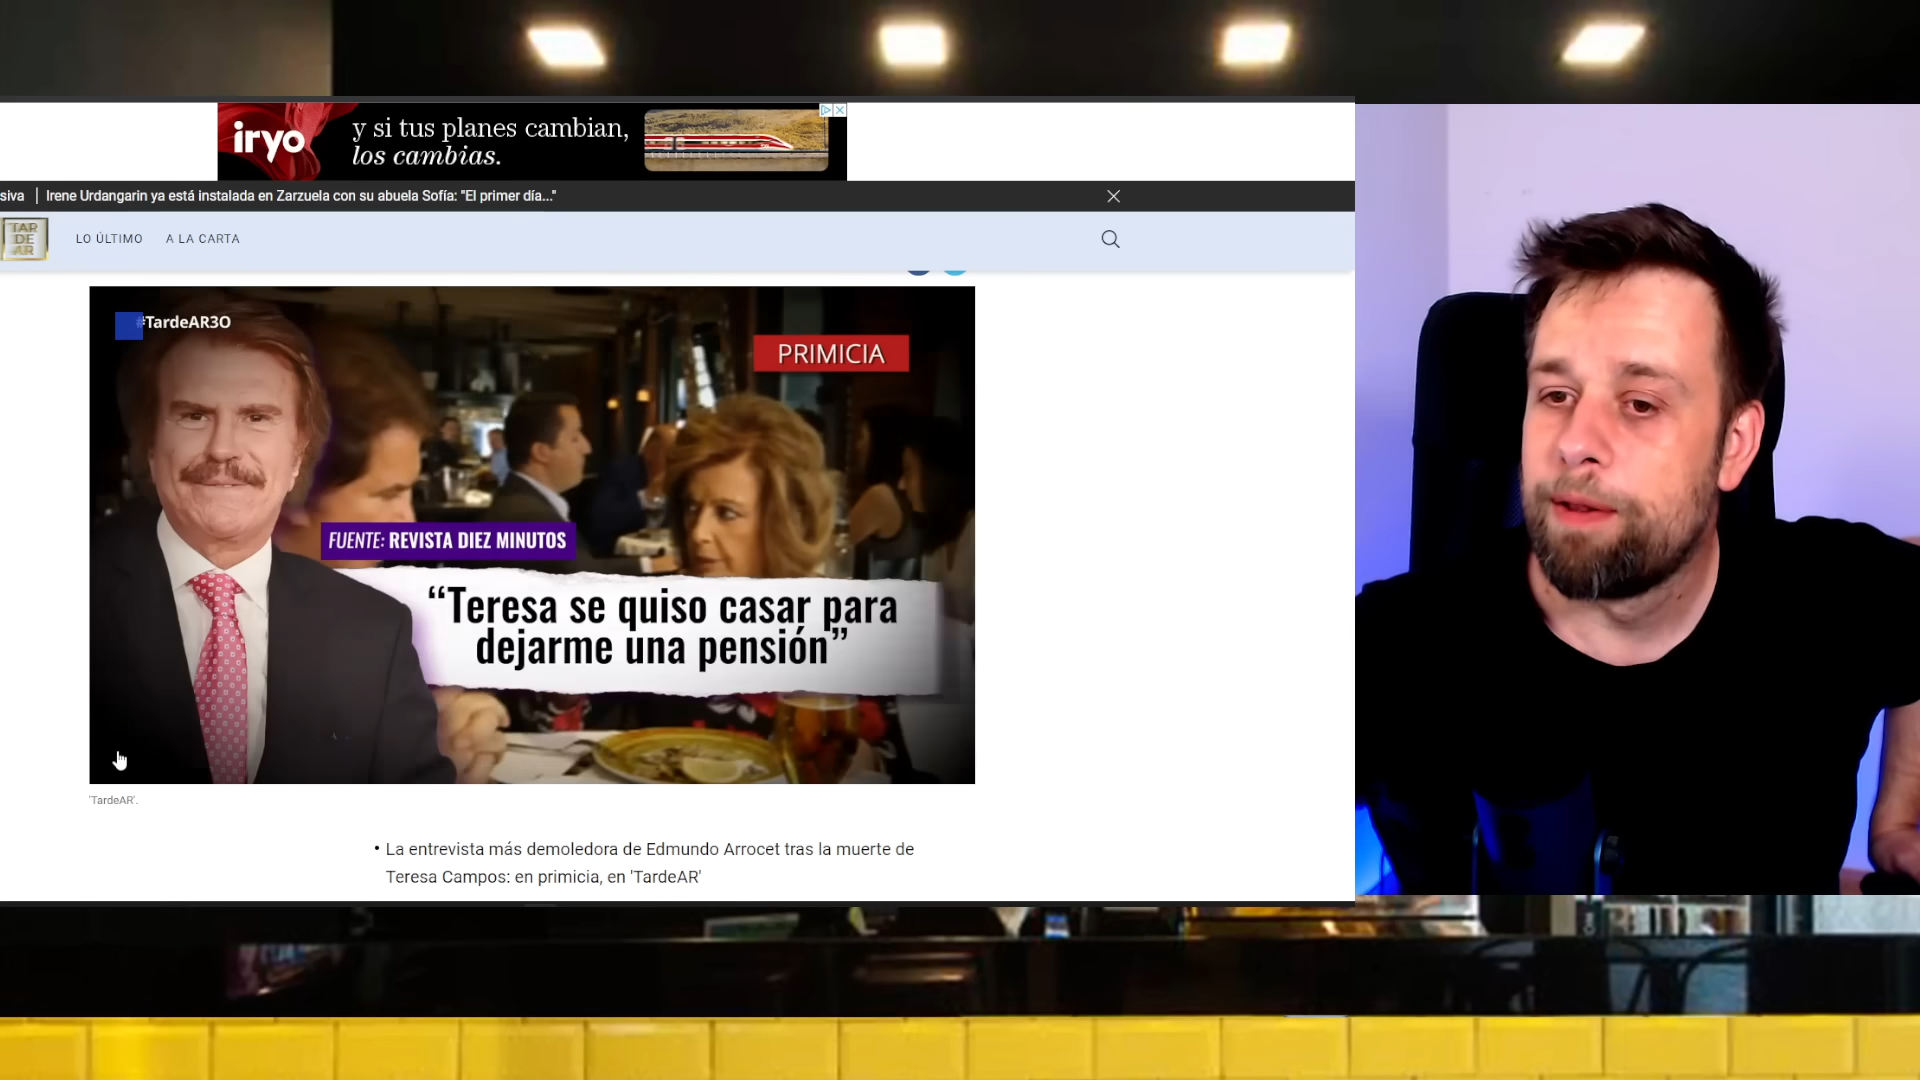 iryo
y si tus planes cambian,
los cambias.
siva | Irene Urdangarin ya está instalada en Zarzuela con su abuela Sofía: "El primer día..."
TAR
DE
AR
LO ÚLTIMO
A LA CARTA
#TardeAR3O
PRIMICIA
FUENTE: REVISTA DIEZ MINUTOS
“Teresa se quiso casar para
dejarme una pensión”
'TardeAR'.
• La entrevista más demoledora de Edmundo Arrocet tras la muerte de
Teresa Campos: en primicia, en 'TardeAR'